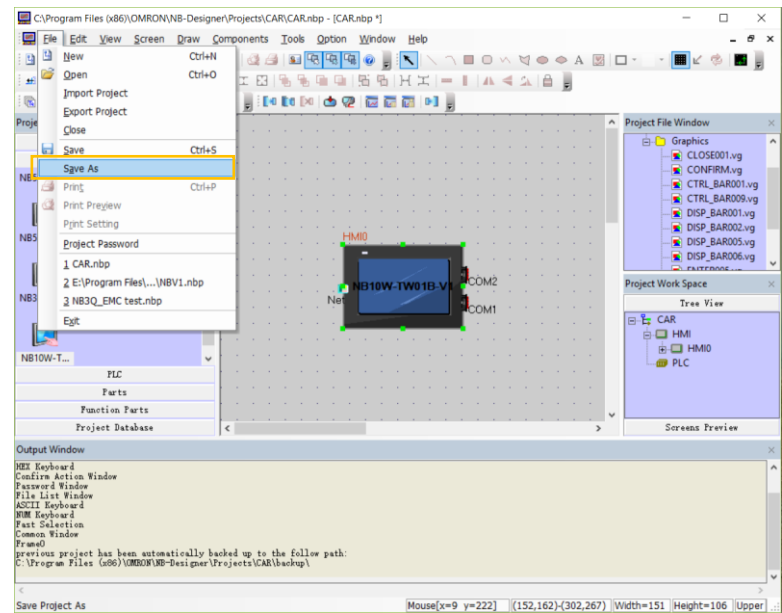 C:\Program Files (x86)\OMRON\NB-Designer\Projects\CAR\CAR.nbp - [CAR.nbp *]
File Edit View Screen Draw Components Tools Option Window Help
New Ctrl+N
Open Ctrl+O
Import Project
Export Project
Close
Save Ctrl+S
Save As
Print Ctrl+P
Print Preview
Print Setting
Project Password
1 CAR.nbp
2 E:\Program Files\...\NBV1.nbp
3 NB3Q_EMC test.nbp
Exit
Proje
NB5
NB5
NB3
NB10W-T...
PLC
Parts
Function Parts
Project Database
HMI0
NB10W-TW01B-V1
COM2
Net
COM1
Project File Window
Graphics
CLOSE001.vg
CONFIRM.vg
CTRL_BAR001.vg
CTRL_BAR009.vg
DISP_BAR001.vg
DISP_BAR002.vg
DISP_BAR005.vg
DISP_BAR006.vg
Project Work Space
Tree View
CAR
HMI
HMI0
PLC
Screens Preview
Output Window
HEX Keyboard
Confirm Action Window
Password Window
File List Window
ASCII Keyboard
NUM Keyboard
Fast Selection
Common Window
Frame0
previous project has been automatically backed up to the follow path:
C:\Program Files (x86)\OMRON\NB-Designer\Projects\CAR\backup\
Save Project As Mouse[x=9 y=222] (152,162)-(302,267) Width=151 Height=106 Upper